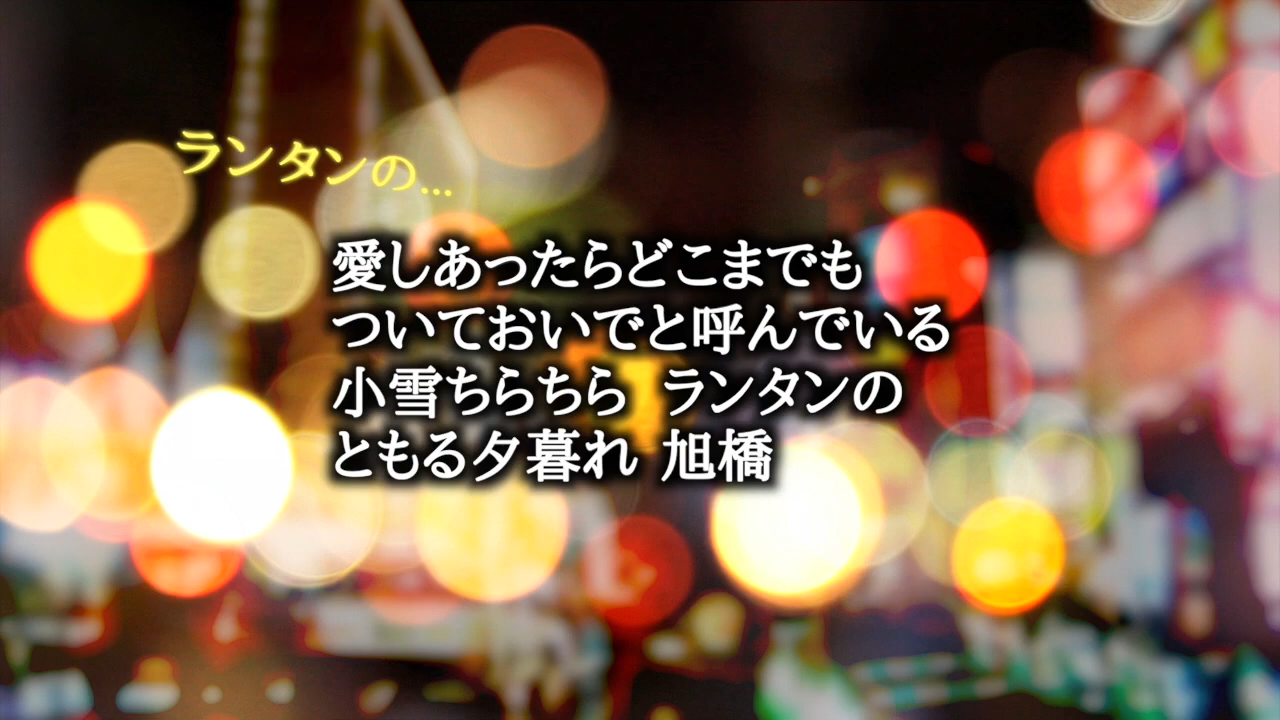 ランタンの...
愛しあったらどこまでも
ついておいでと呼んでいる
小雪ちらちら　ランタンの
ともる夕暮れ 旭橋